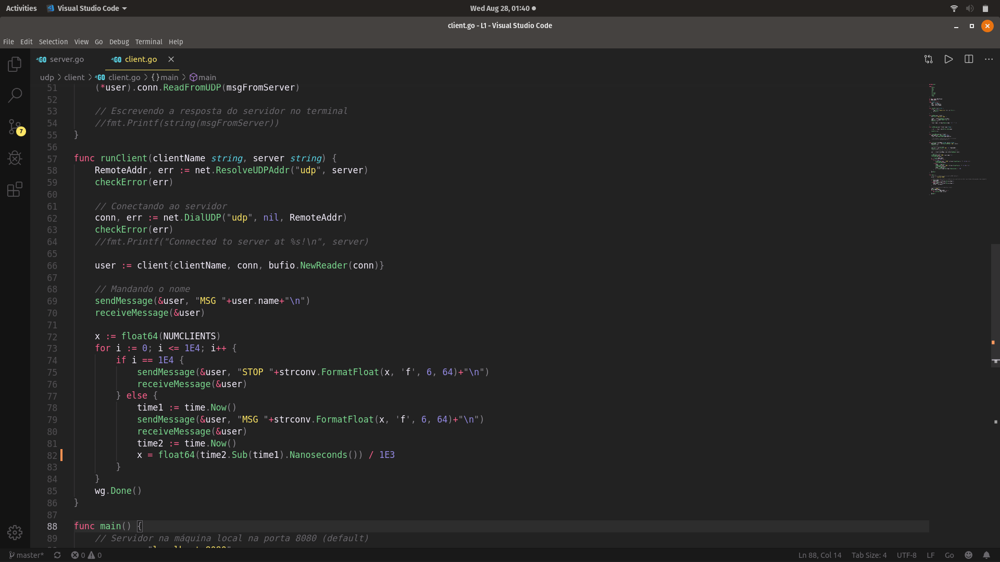 Activities Visual Studio Code Wed Aug 28, 01:40
client.go - L1 - Visual Studio Code
File Edit Selection View Go Debug Terminal Help
GO server.go GO client.go
udp > client > GO client.go > {} main > main
51 (*user).conn.ReadFromUDP(msgFromServer)
52
53 // Escrevendo a resposta do servidor no terminal
54 //fmt.Printf(string(msgFromServer))
55 }
56
57 func runClient(clientName string, server string) {
58 RemoteAddr, err := net.ResolveUDPAddr("udp", server)
59 checkError(err)
60
61 // Conectando ao servidor
62 conn, err := net.DialUDP("udp", nil, RemoteAddr)
63 checkError(err)
64 //fmt.Printf("Connected to server at %s!\n", server)
65
66 user := client{clientName, conn, bufio.NewReader(conn)}
67
68 // Mandando o nome
69 sendMessage(&user, "MSG "+user.name+"\n")
70 receiveMessage(&user)
71
72 x := float64(NUMCLIENTS)
73 for i := 0; i <= 1E4; i++ {
74 if i == 1E4 {
75 sendMessage(&user, "STOP "+strconv.FormatFloat(x, 'f', 6, 64)+"\n")
76 receiveMessage(&user)
77 } else {
78 time1 := time.Now()
79 sendMessage(&user, "MSG "+strconv.FormatFloat(x, 'f', 6, 64)+"\n")
80 receiveMessage(&user)
81 time2 := time.Now()
82 x = float64(time2.Sub(time1).Nanoseconds()) / 1E3
83 }
84 }
85 wg.Done()
86 }
87
88 func main() {
89 // Servidor na máquina local na porta 8080 (default)
7
master* 0 0 Ln 88, Col 14 Tab Size: 4 UTF-8 LF Go